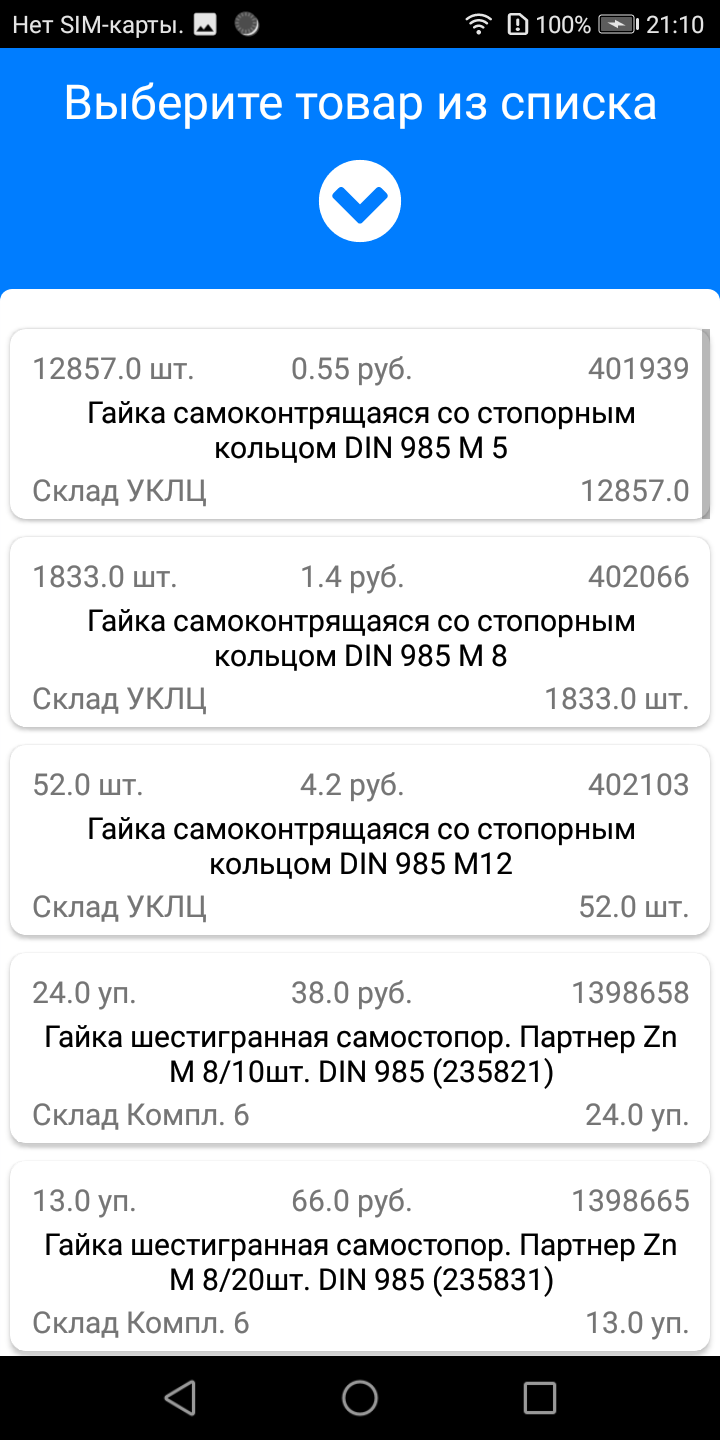 Нет SIM-карты. 100% 21:10
Выберите товар из списка
12857.0 шт. 0.55 руб. 401939
Гайка самоконтрящаяся со стопорным
кольцом DIN 985 М 5
Склад УКЛЦ 12857.0
1833.0 шт. 1.4 руб. 402066
Гайка самоконтрящаяся со стопорным
кольцом DIN 985 М 8
Склад УКЛЦ 1833.0 шт.
52.0 шт. 4.2 руб. 402103
Гайка самоконтрящаяся со стопорным
кольцом DIN 985 М12
Склад УКЛЦ 52.0 шт.
24.0 уп. 38.0 руб. 1398658
Гайка шестигранная самостопор. Партнер Zn
М 8/10шт. DIN 985 (235821)
Склад Компл. 6 24.0 уп.
13.0 уп. 66.0 руб. 1398665
Гайка шестигранная самостопор. Партнер Zn
М 8/20шт. DIN 985 (235831)
Склад Компл. 6 13.0 уп.